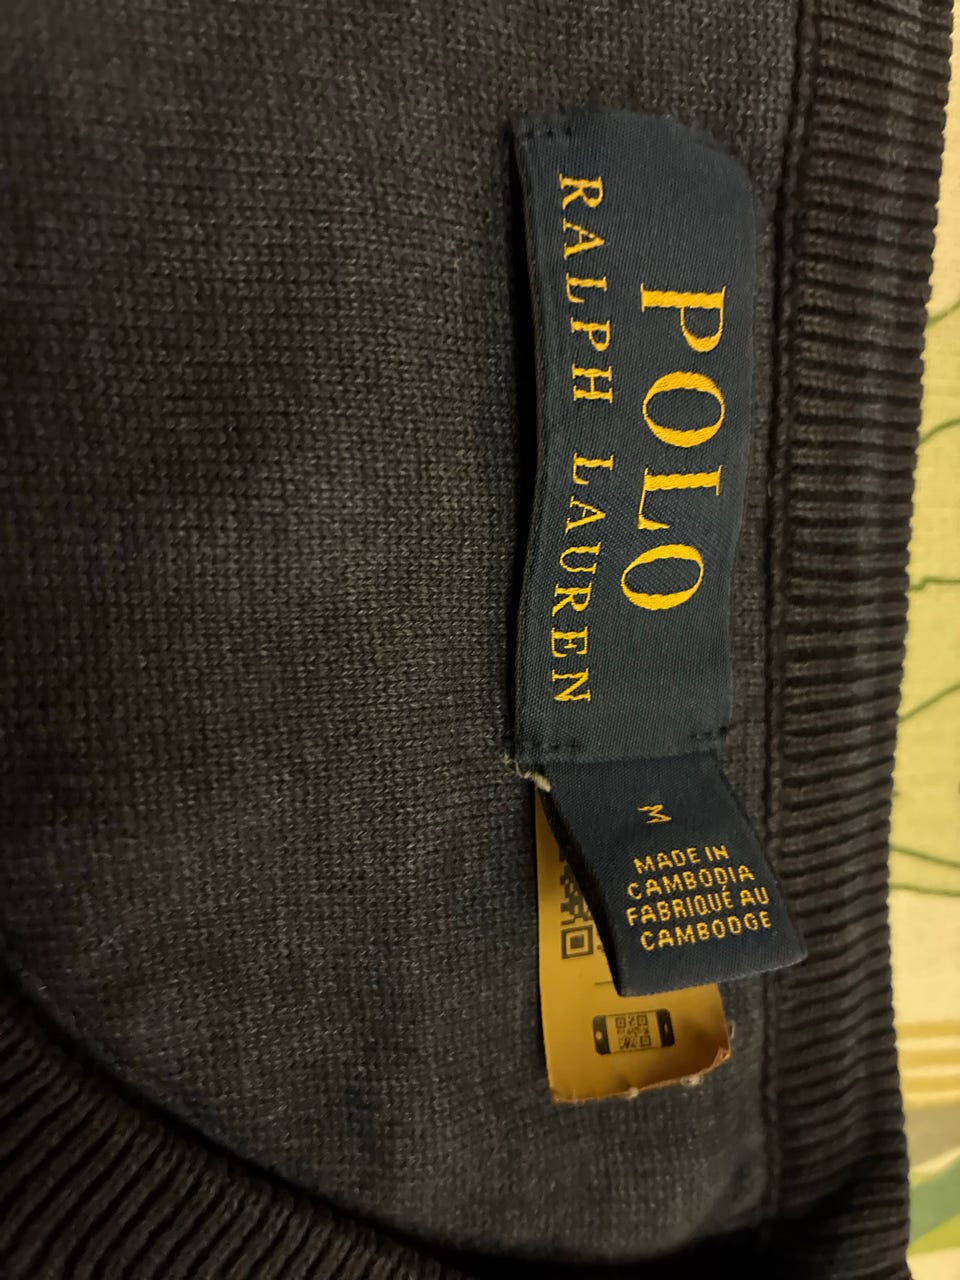 POLO
RALPH LAUREN
M
MADE IN
CAMBODIA
FABRIQUÉ AU
CAMBODGE